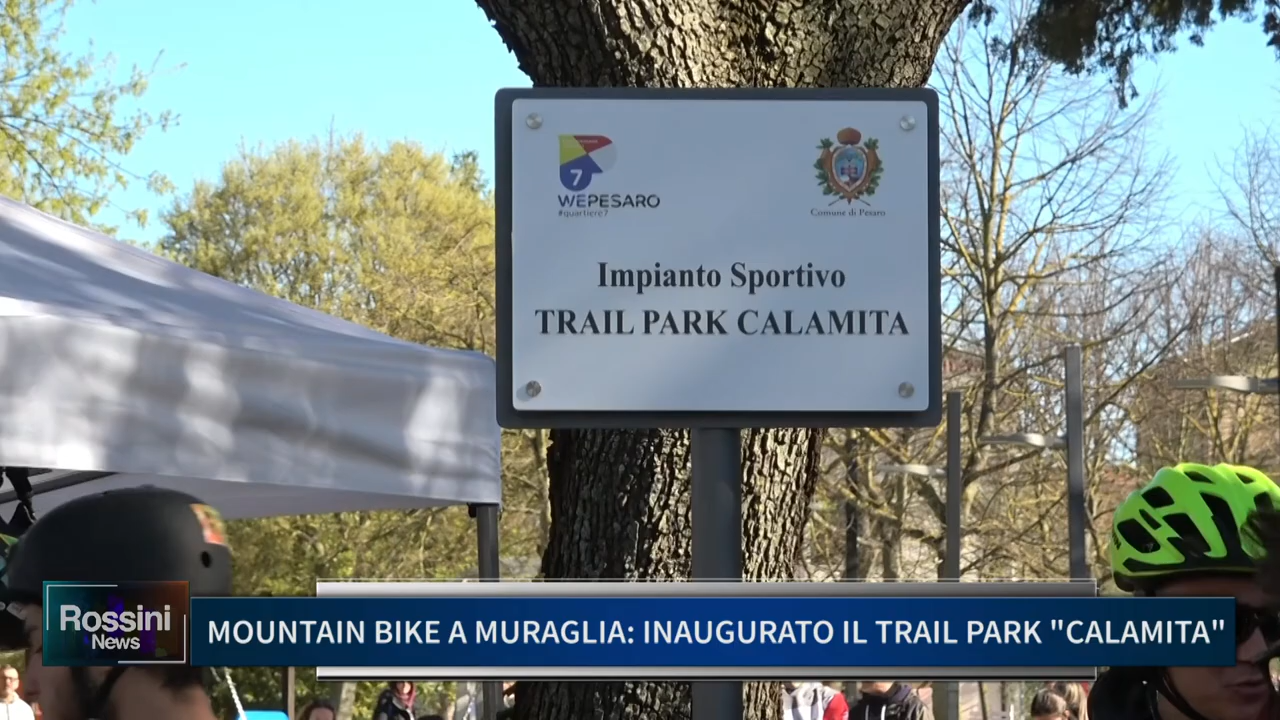 7
WEPESARO
#quartiere7
Comune di Pesaro
Impianto Sportivo
TRAIL PARK CALAMITA
Rossini
News
MOUNTAIN BIKE A MURAGLIA: INAUGURATO IL TRAIL PARK "CALAMITA"